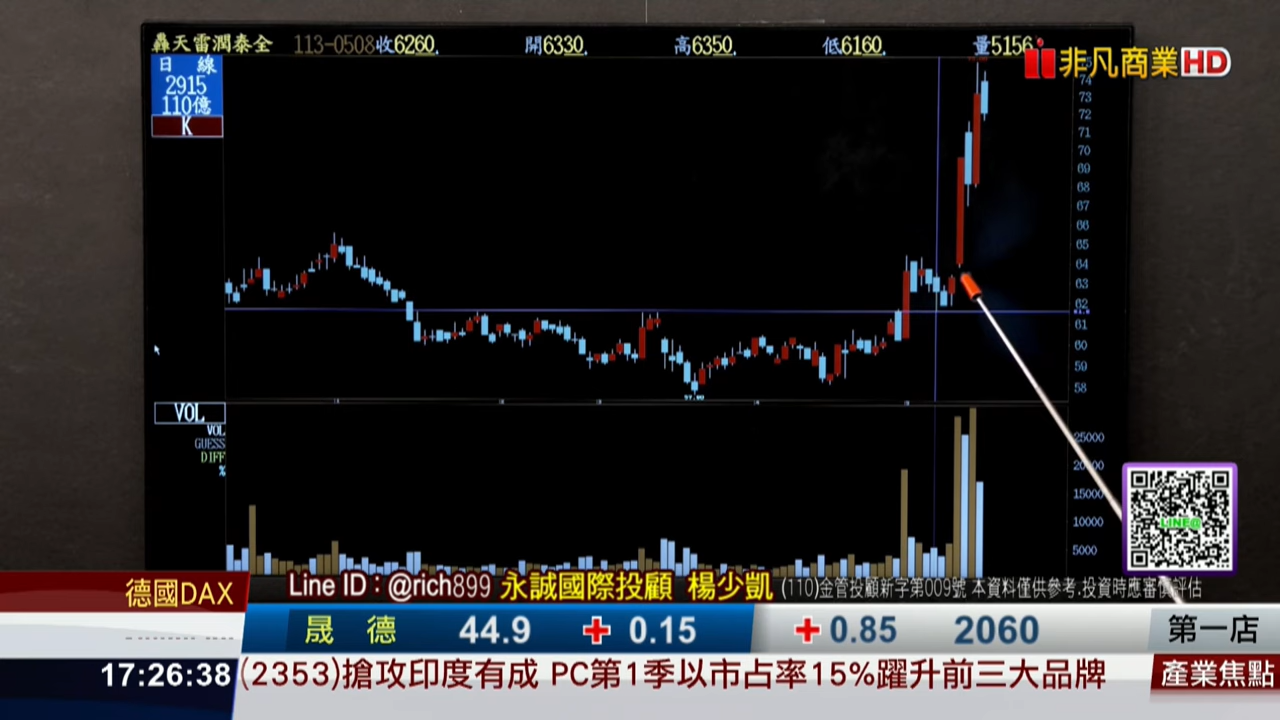 轟天雷潤泰全 113-0508收6260. 開6330. 高6350. 低6160. 量5156
非凡商業HD
日線
2915
110億
K
74
73
72
71
70
69
68
67
66
65
64
63
62
61
60
59
58
VOL
VOL
GUESS
DIFF
%
25000
20000
15000
10000
5000
LINE@
德國DAX
Line ID:@rich899 永誠國際投顧 楊少凱 (110)金管投顧新字第009號 本資料僅供參考.投資時應審慎評估
晟德 44.9 + 0.15 + 0.85 2060 第一店
17:26:38 (2353)搶攻印度有成 PC第1季以市占率15%躍升前三大品牌 產業焦點